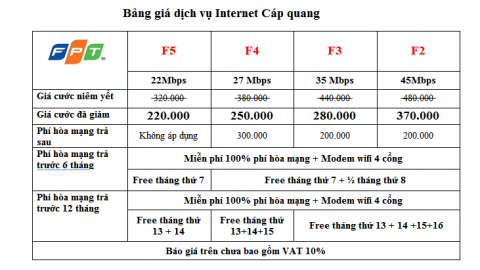 Bảng giá dịch vụ Internet Cáp quang
FPT
F5 F4 F3 F2
22Mbps 27 Mbps 35 Mbps 45Mbps
Giá cước niêm yết 320.000 380.000 440.000 480.000
Giá cước đã giảm 220.000 250.000 280.000 370.000
Phí hòa mạng trả sau Không áp dụng 300.000 200.000 200.000
Phí hòa mạng trả trước 6 tháng
Miễn phí 100% phí hòa mạng + Modem wifi 4 cổng
Free tháng thứ 7 Free tháng thứ 7 + ½ tháng thứ 8
Phí hòa mạng trả trước 12 tháng
Miễn phí 100% phí hòa mạng + Modem wifi 4 cổng
Free tháng thứ 13 + 14
Free tháng thứ 13+14+15
Free tháng thứ 13 + 14 +15+16
Báo giá trên chưa bao gồm VAT 10%